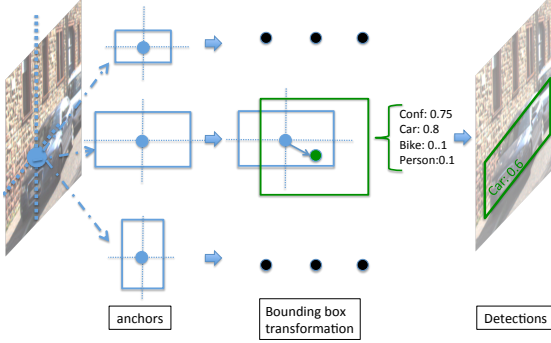 Conf: 0.75
Car: 0.8
Bike: 0..1
Person:0.1
Car: 0.6
anchors
Bounding box
transformation
Detections